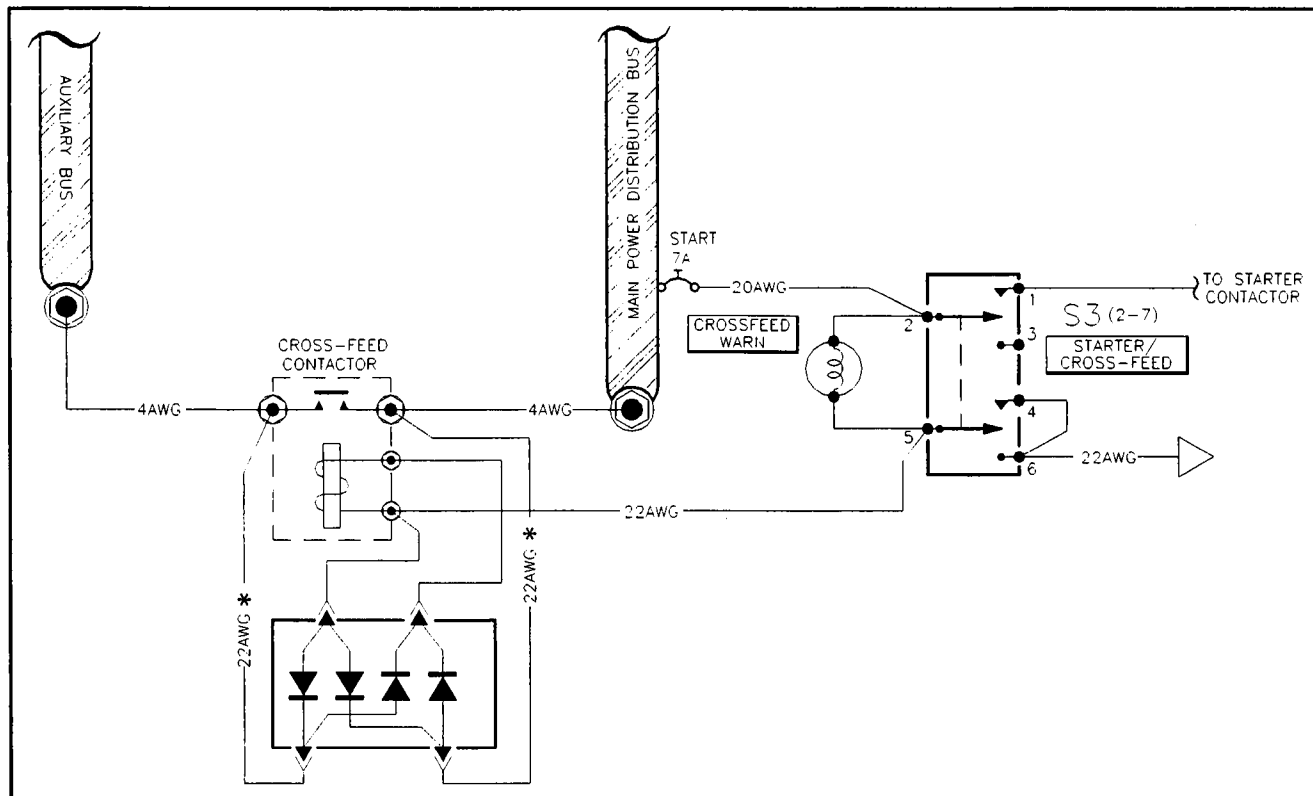 AUXILIARY BUS
MAIN POWER DISTRIBUTION BUS
START
7A
20AWG
TO STARTER
CONTACTOR
1
2
S3 (2-7)
3
CROSSFEED
WARN
STARTER/
CROSS-FEED
CROSS-FEED
CONTACTOR
4AWG
4AWG
4
5
6
22AWG
22AWG
22AWG *
22AWG *